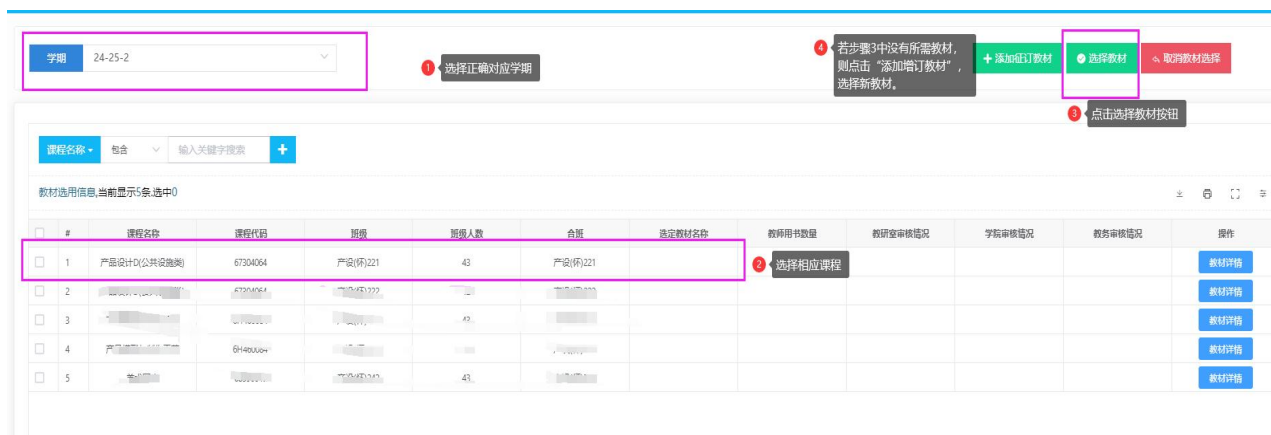 学期 24-25-2
1 选择正确对应学期
4 若步骤3中没有所需教材，
则点击“添加增订教材”，
选择新教材。
+ 添加征订教材 选择教材 取消教材选择
3 点击选择教材按钮
课程名称 包含 输入关键字搜索 +
教材选用信息,当前显示5条,选中0
# 课程名称 课程代码 班级 班级人数 合班 选定教材名称 教师用书数量 教研室审核情况 学院审核情况 教务审核情况 操作
1 产品设计D(公共设施类) 67304064 产设(怀)221 43 产设(怀)221 教材详情
2 选择相应课程
2 67304064 教材详情
3 教材详情
4 教材详情
5 43 教材详情